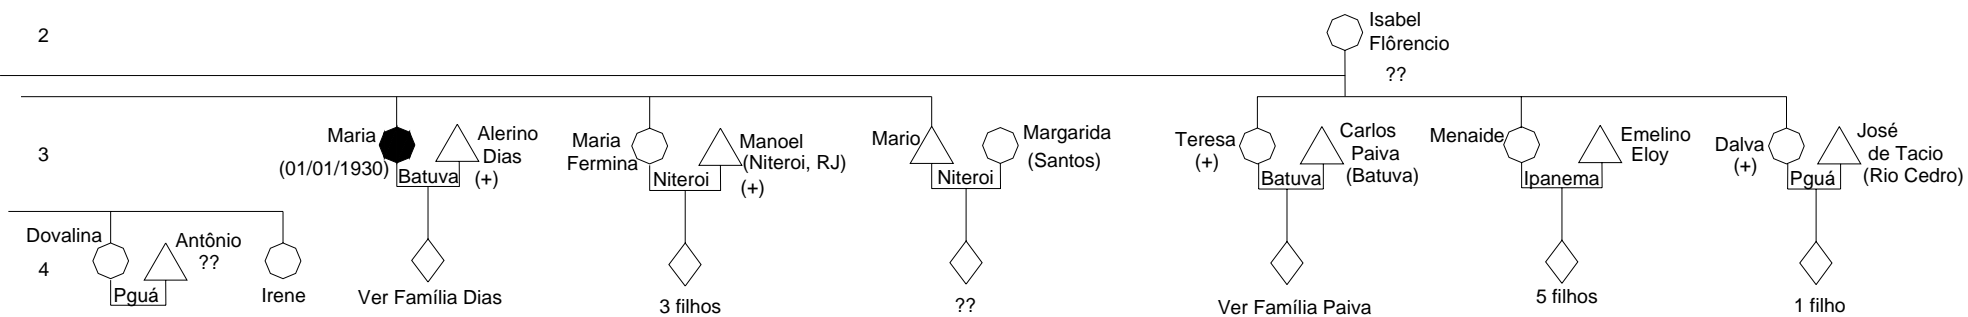 2
Isabel
Flôrencio
??
3
Maria
(01/01/1930)
Batuva
Alerino
Dias
(+)
Maria
Fermina
Niteroi
Manoel
(Niteroi, RJ)
(+)
Mario
Niteroi
Margarida
(Santos)
Teresa
(+)
Batuva
Carlos
Paiva
(Batuva)
Menaide
Ipanema
Emelino
Eloy
Dalva
(+)
Pguá
José
de Tacio
(Rio Cedro)
4
Dovalina
Pguá
Antônio
??
Irene
Ver Família Dias
3 filhos
??
Ver Família Paiva
5 filhos
1 filho